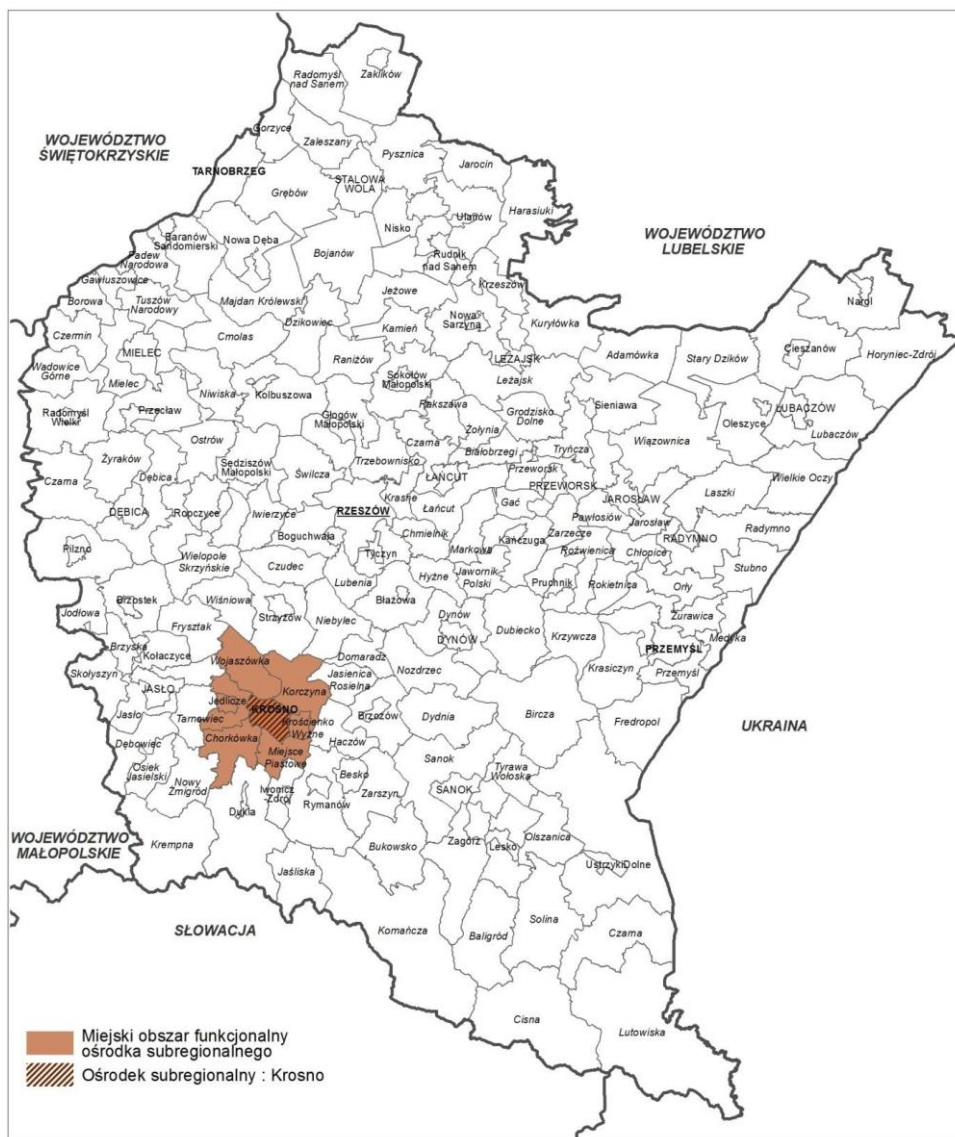 Radomyśl
nad Sanem
Zaklików
WOJEWÓDZTWO
ŚWIĘTOKRZYSKIE
Gorzyce
Zaleszany
Pysznica
Jarocin
TARNOBRZEG
STALOWA
WOLA
Grębów
Ulanów
Harasiuki
Nisko
WOJEWÓDZTWO
LUBELSKIE
Baranów
Sandomierski
Nowa Dęba
Bojanów
Rudnik
nad Sanem
Padew
Narodowa
Gawłuszowice
Jeżowe
Krzeszów
Narol
Borowa
Tuszów
Narodowy
Majdan Królewski
Dzikowiec
Kamień
Nowa
Sarzyna
Kuryłówka
Czermin
Cmolas
Cieszanów
Horyniec-Zdrój
MIELEC
Raniżów
LEŻAJSK
Adamówka
Stary Dzików
Wadowice
Górne
Mielec
Niwiska
Kolbuszowa
Sokołów
Małopolski
Leżajsk
Radomyśl
Wielki
Przecław
Głogów
Małopolski
Rakszawa
Grodzisko
Dolne
Sieniawa
Oleszyce
LUBACZÓW
Żołynia
Wiązownica
Lubaczów
Ostrów
Czarna
Białobrzegi
Tryńcza
Żyraków
Sędziszów
Małopolski
Świlcza
Trzebownisko
Przeworsk
Czarna
Dębica
ŁAŃCUT
PRZEWORSK
Wielkie Oczy
Krasne
Gać
JAROSŁAW
Laszki
DĘBICA
Ropczyce
Iwierzyce
RZESZÓW
Łańcut
Pawłosiów
Jarosław
Boguchwała
Chmielnik
Zarzecze
RADYMNO
Radymno
Pilzno
Tyczyn
Markowa
Kańczuga
Roźwienica
Chłopice
Wielopole
Skrzyńskie
Czudec
Lubenia
Hyżne
Jawornik
Polski
Stubno
Pruchnik
Rokietnica
Orły
Brzostek
Wiśniowa
Błażowa
Jodłowa
Strzyżów
Niebylec
Dynów
Żurawica
Frysztak
DYNÓW
Dubiecko
Krzywcza
Medyka
Brzyska
Kołaczyce
Wojaszówka
Domaradz
PRZEMYŚL
Skołyszyn
Nozdrzec
Krasiczyn
Przemyśl
Jasienica
Rosielna
JASŁO
Jedlicze
Korczyna
Jasło
Tarnowiec
KROSNO
Krościenko
Wyżne
Brzozów
Dydnia
Bircza
Fredropol
UKRAINA
Dębowiec
Chorkówka
Haczów
Miejsce
Piastowe
Sanok
Osiek
Jasielski
Besko
Tyrawa
Wołoska
Nowy
Żmigród
Iwonicz-
Zdrój
Zarszyn
SANOK
Dukla
Rymanów
Olszanica
WOJEWÓDZTWO
MAŁOPOLSKIE
Krempna
Bukowsko
Zagórz
Lesko
Ustrzyki Dolne
Jaśliska
Solina
SŁOWACJA
Komańcza
Baligród
Czarna
Cisna
Lutowiska
Miejski obszar funkcjonalny
ośrodka subregionalnego
Ośrodek subregionalny : Krosno